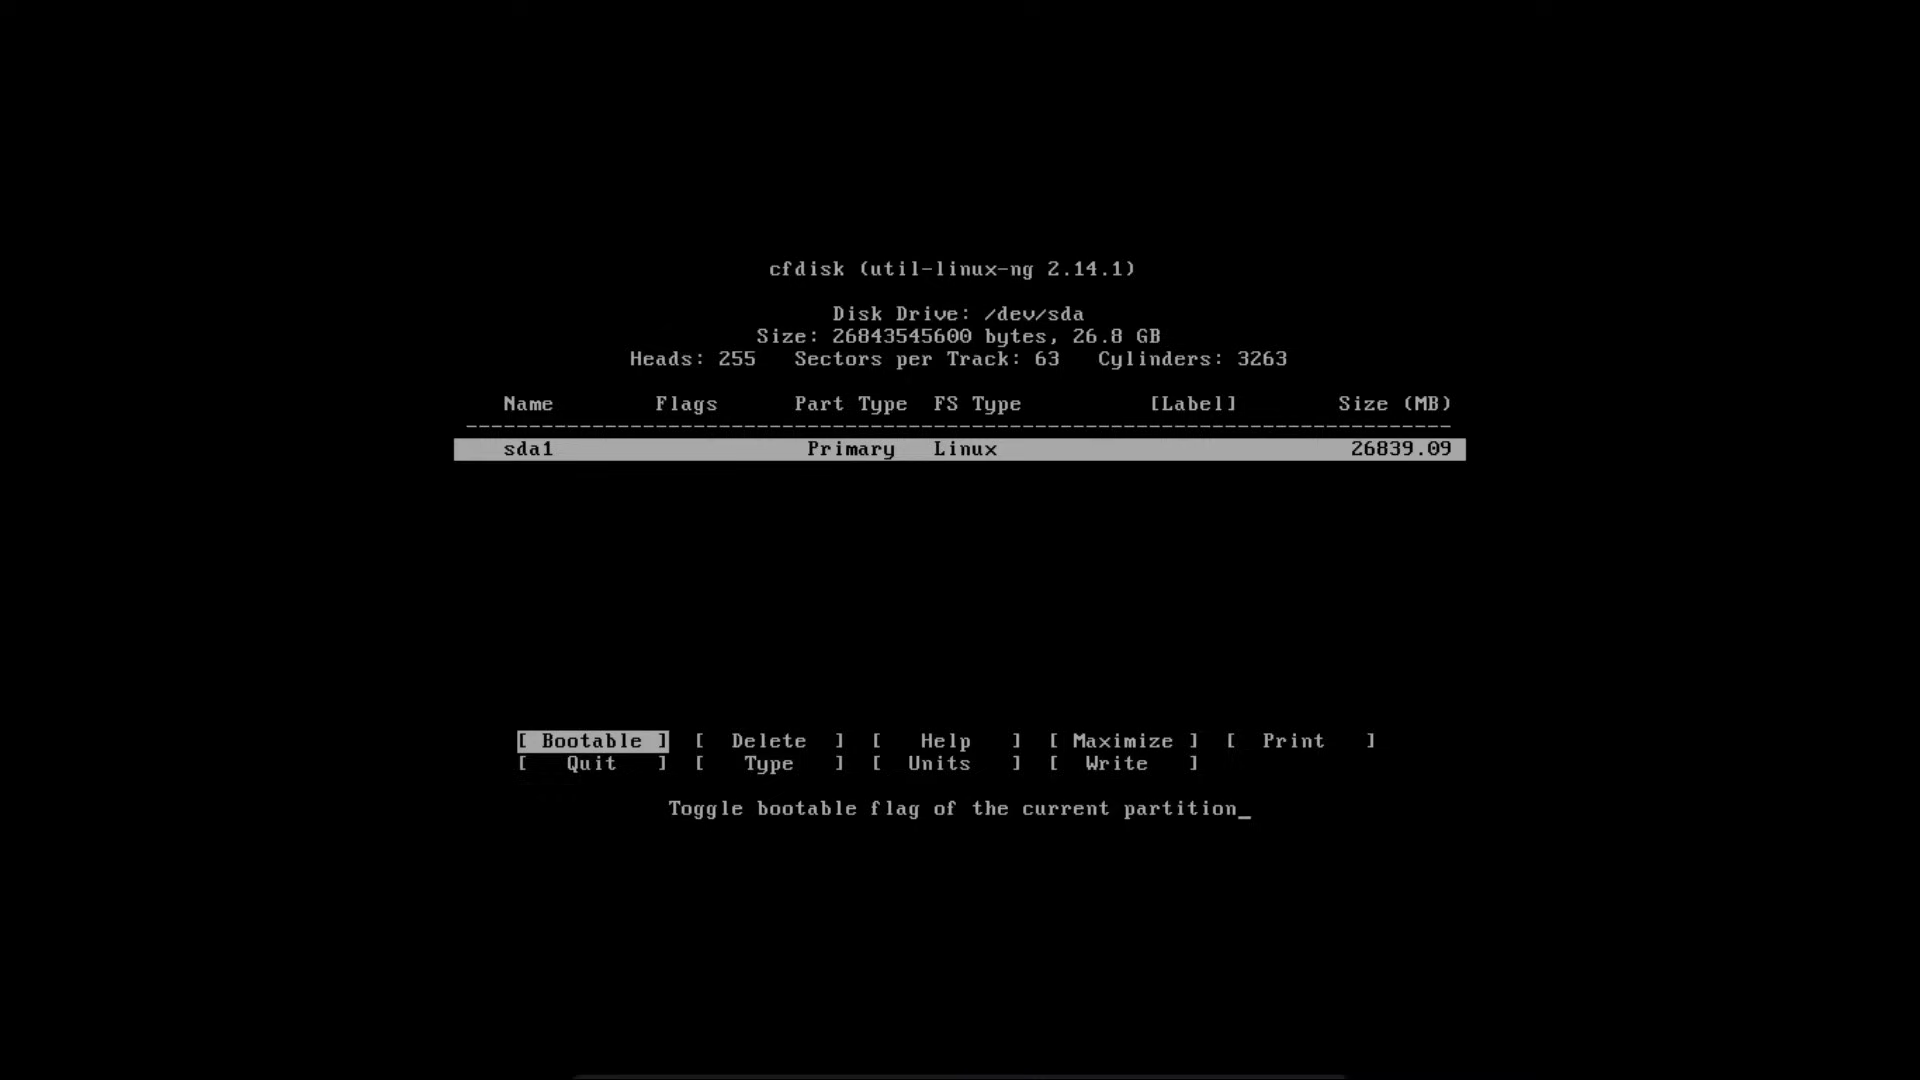 cfdisk (util-linux-ng 2.14.1)
Disk Drive: /dev/sda
Size: 26843545600 bytes, 26.8 GB
Heads: 255   Sectors per Track: 63   Cylinders: 3263
Name        Flags      Part Type  FS Type          [Label]        Size (MB)
------------------------------------------------------------------------------
sda1                    Primary   Linux                            26839.09
[ Bootable ]  [  Delete  ]  [   Help   ]  [ Maximize ]  [  Print   ]
[   Quit   ]  [   Type   ]  [  Units   ]  [  Write   ]
Toggle bootable flag of the current partition_